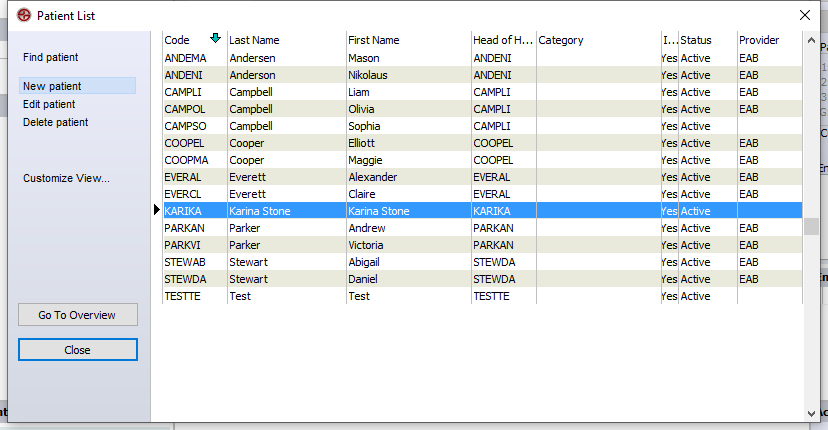 Patient List
Find patient
New patient
Edit patient
Delete patient
Customize View...
Go To Overview
Close
Code Last Name First Name Head of H... Category I... Status Provider
ANDEMA Andersen Mason ANDENI Yes Active EAB
ANDENI Anderson Nikolaus ANDENI Yes Active EAB
CAMPLI Campbell Liam CAMPLI Yes Active EAB
CAMPOL Campbell Olivia CAMPLI Yes Active EAB
CAMPSO Campbell Sophia CAMPLI Yes Active
COOPEL Cooper Elliott COOPEL Yes Active EAB
COOPMA Cooper Maggie COOPEL Yes Active EAB
EVERAL Everett Alexander EVERAL Yes Active EAB
EVERCL Everett Claire EVERAL Yes Active EAB
KARIKA Karina Stone Karina Stone KARIKA Yes Active
PARKAN Parker Andrew PARKAN Yes Active EAB
PARKVI Parker Victoria PARKAN Yes Active EAB
STEWAB Stewart Abigail STEWDA Yes Active EAB
STEWDA Stewart Daniel STEWDA Yes Active EAB
TESTTE Test Test TESTTE Yes Active